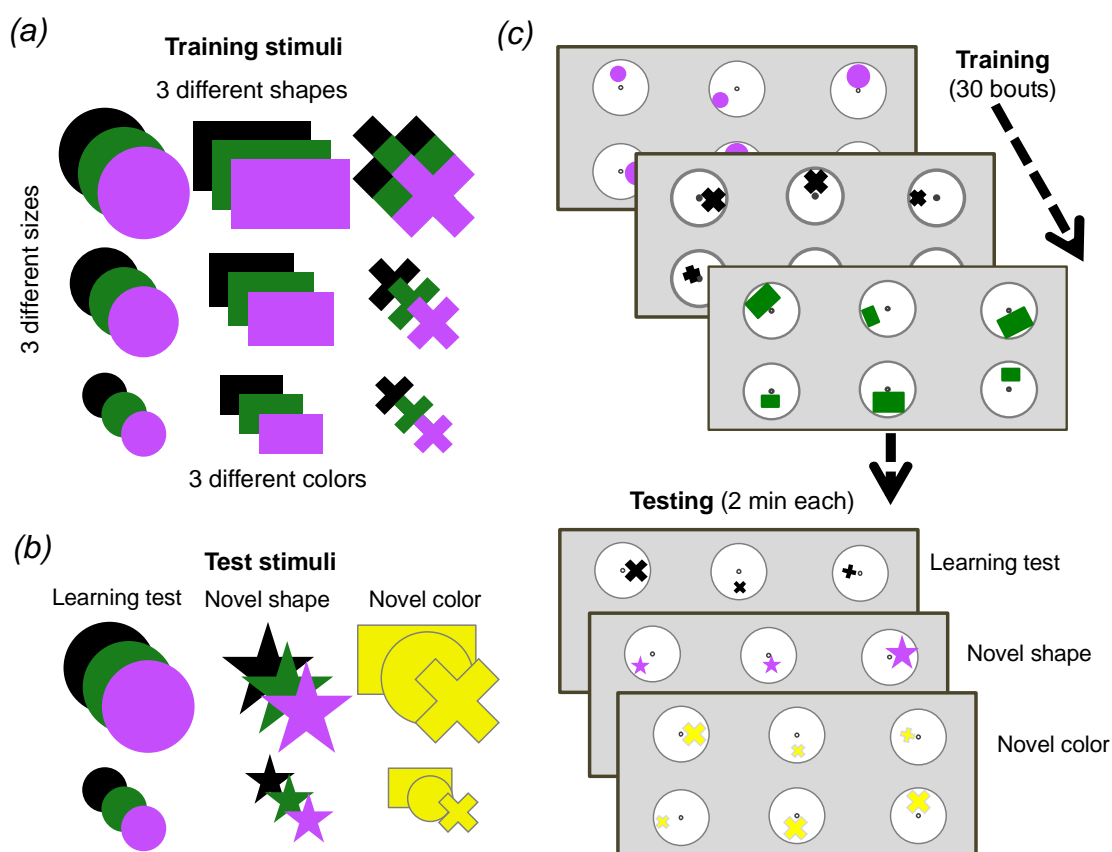 (a)
Training stimuli
3 different shapes
3 different sizes
3 different colors
(b)
Test stimuli
Learning test
Novel shape
Novel color
(c)
Training
(30 bouts)
Testing (2 min each)
Learning test
Novel shape
Novel color